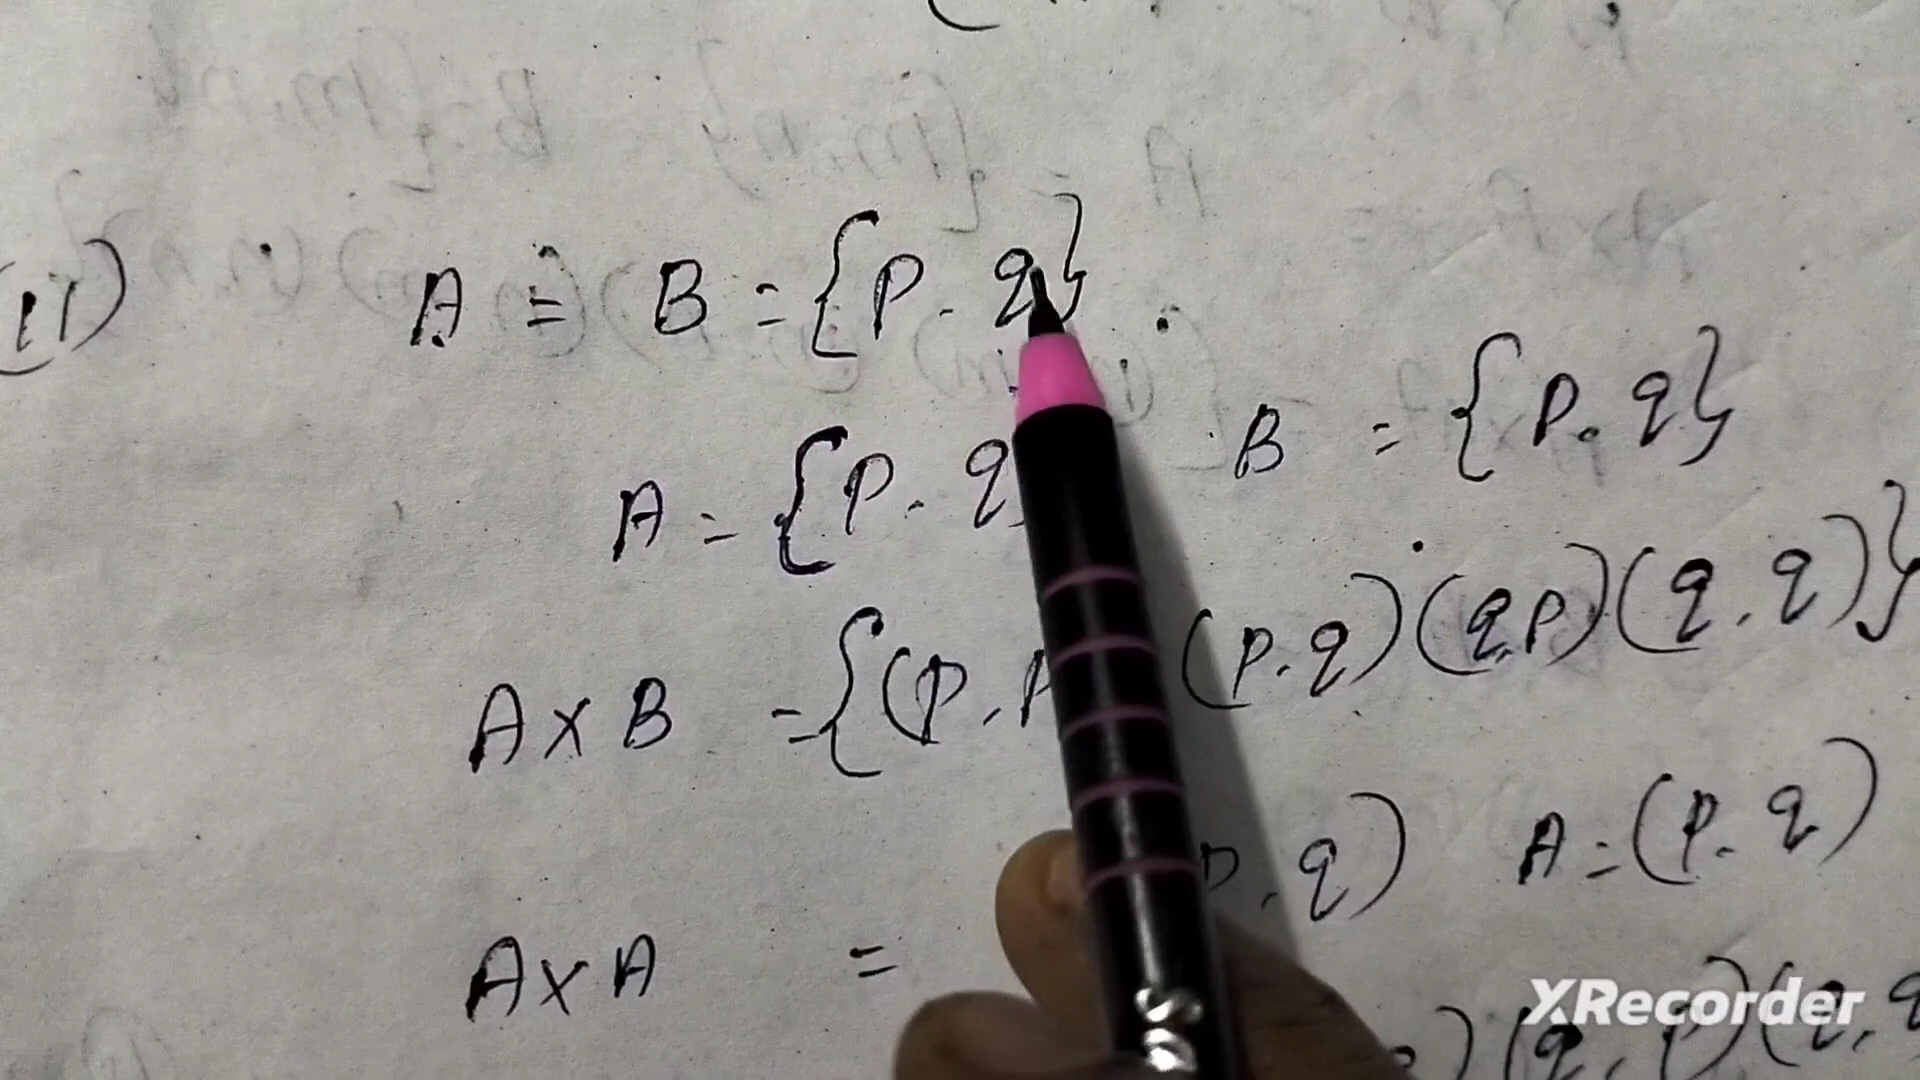 (ii) A = B = {P, q}
A = {P, q B = {P, q}
A x B = {(P, P (P, q) (q, P) (q, q)}
P, q) A = (P, q)
A x A =
) (q, P) (q, q
XRecorder